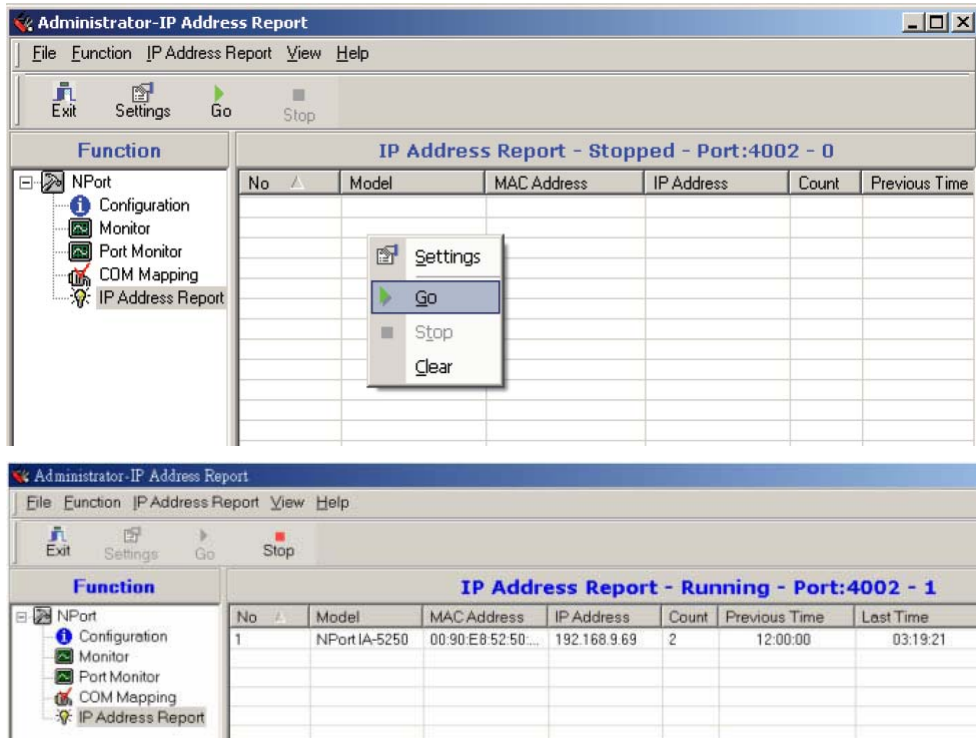 Administrator-IP Address Report
File Function IP Address Report View Help
Exit Settings Go Stop
Function
IP Address Report - Stopped - Port:4002 - 0
NPort
Configuration
Monitor
Port Monitor
COM Mapping
IP Address Report
No Model MAC Address IP Address Count Previous Time
Settings
Go
Stop
Clear
Administrator-IP Address Report
File Function IP Address Report View Help
Exit Settings Go Stop
Function
IP Address Report - Running - Port:4002 - 1
NPort
Configuration
Monitor
Port Monitor
COM Mapping
IP Address Report
No Model MAC Address IP Address Count Previous Time Last Time
1 NPort IA-5250 00:90:E8:52:50:... 192.168.9.69 2 12:00:00 03:19:21